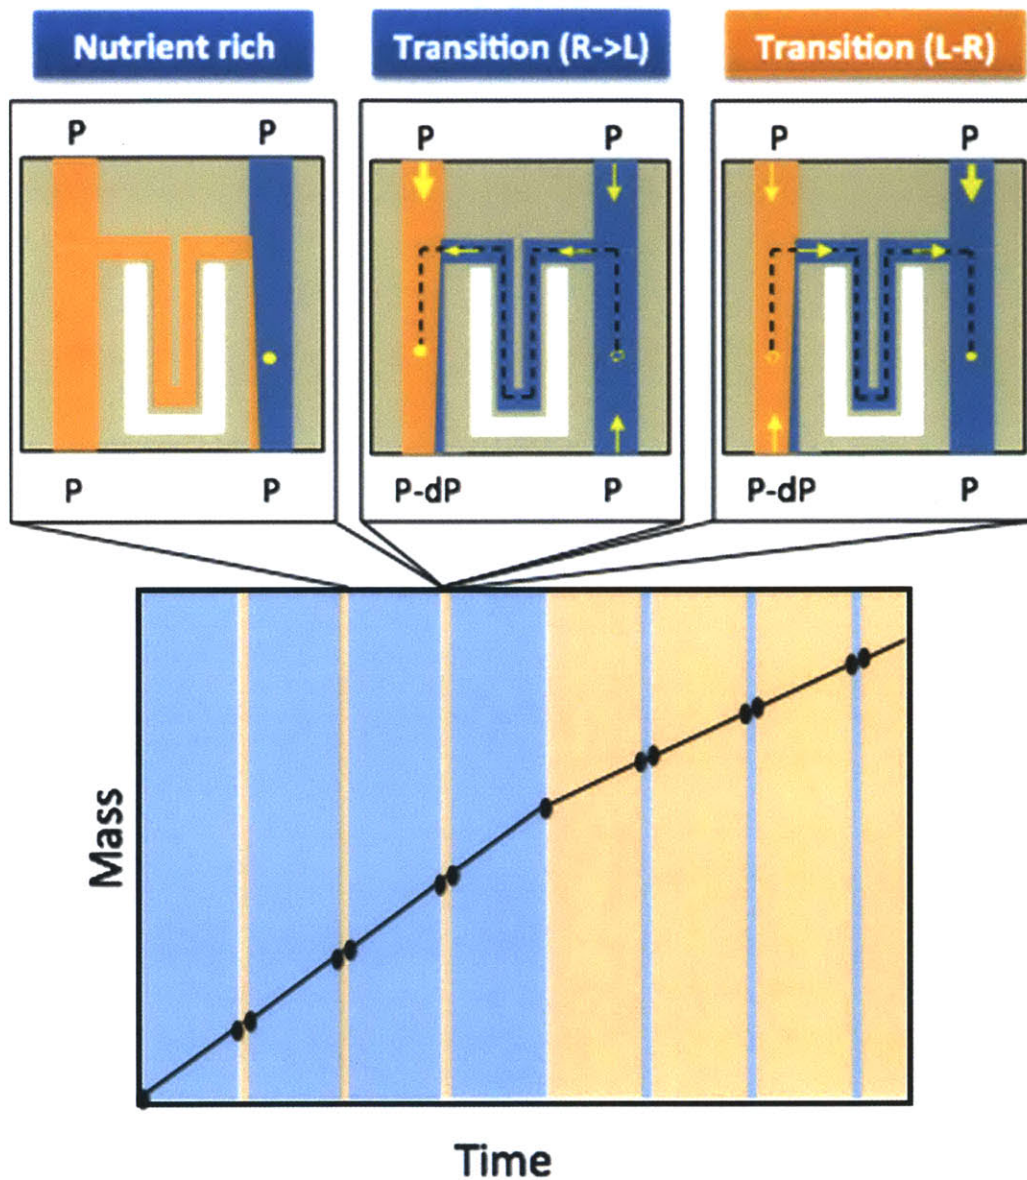 Nutrient rich Transition (R->L) Transition (L-R)
P P P P P P
P P P-dP P P-dP P
Mass
Time